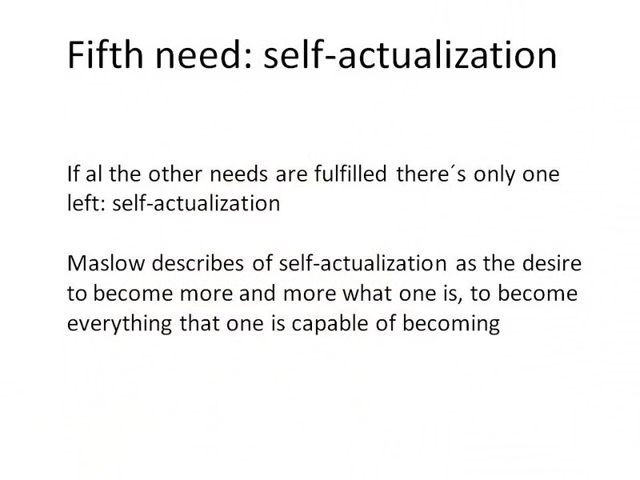 Fifth need: self-actualization
If al the other needs are fulfilled there´s only one
left: self-actualization
Maslow describes of self-actualization as the desire
to become more and more what one is, to become
everything that one is capable of becoming